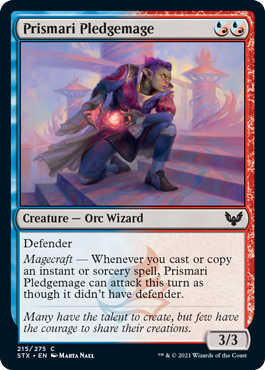 Prismari Pledgemage
Creature — Orc Wizard
Defender
Magecraft — Whenever you cast or copy
an instant or sorcery spell, Prismari
Pledgemage can attack this turn as
though it didn't have defender.
Many have the talent to create, but few have
the courage to share their creations.
3/3
215/275 C
STX • EN Marta Nael
™ & © 2021 Wizards of the Coast